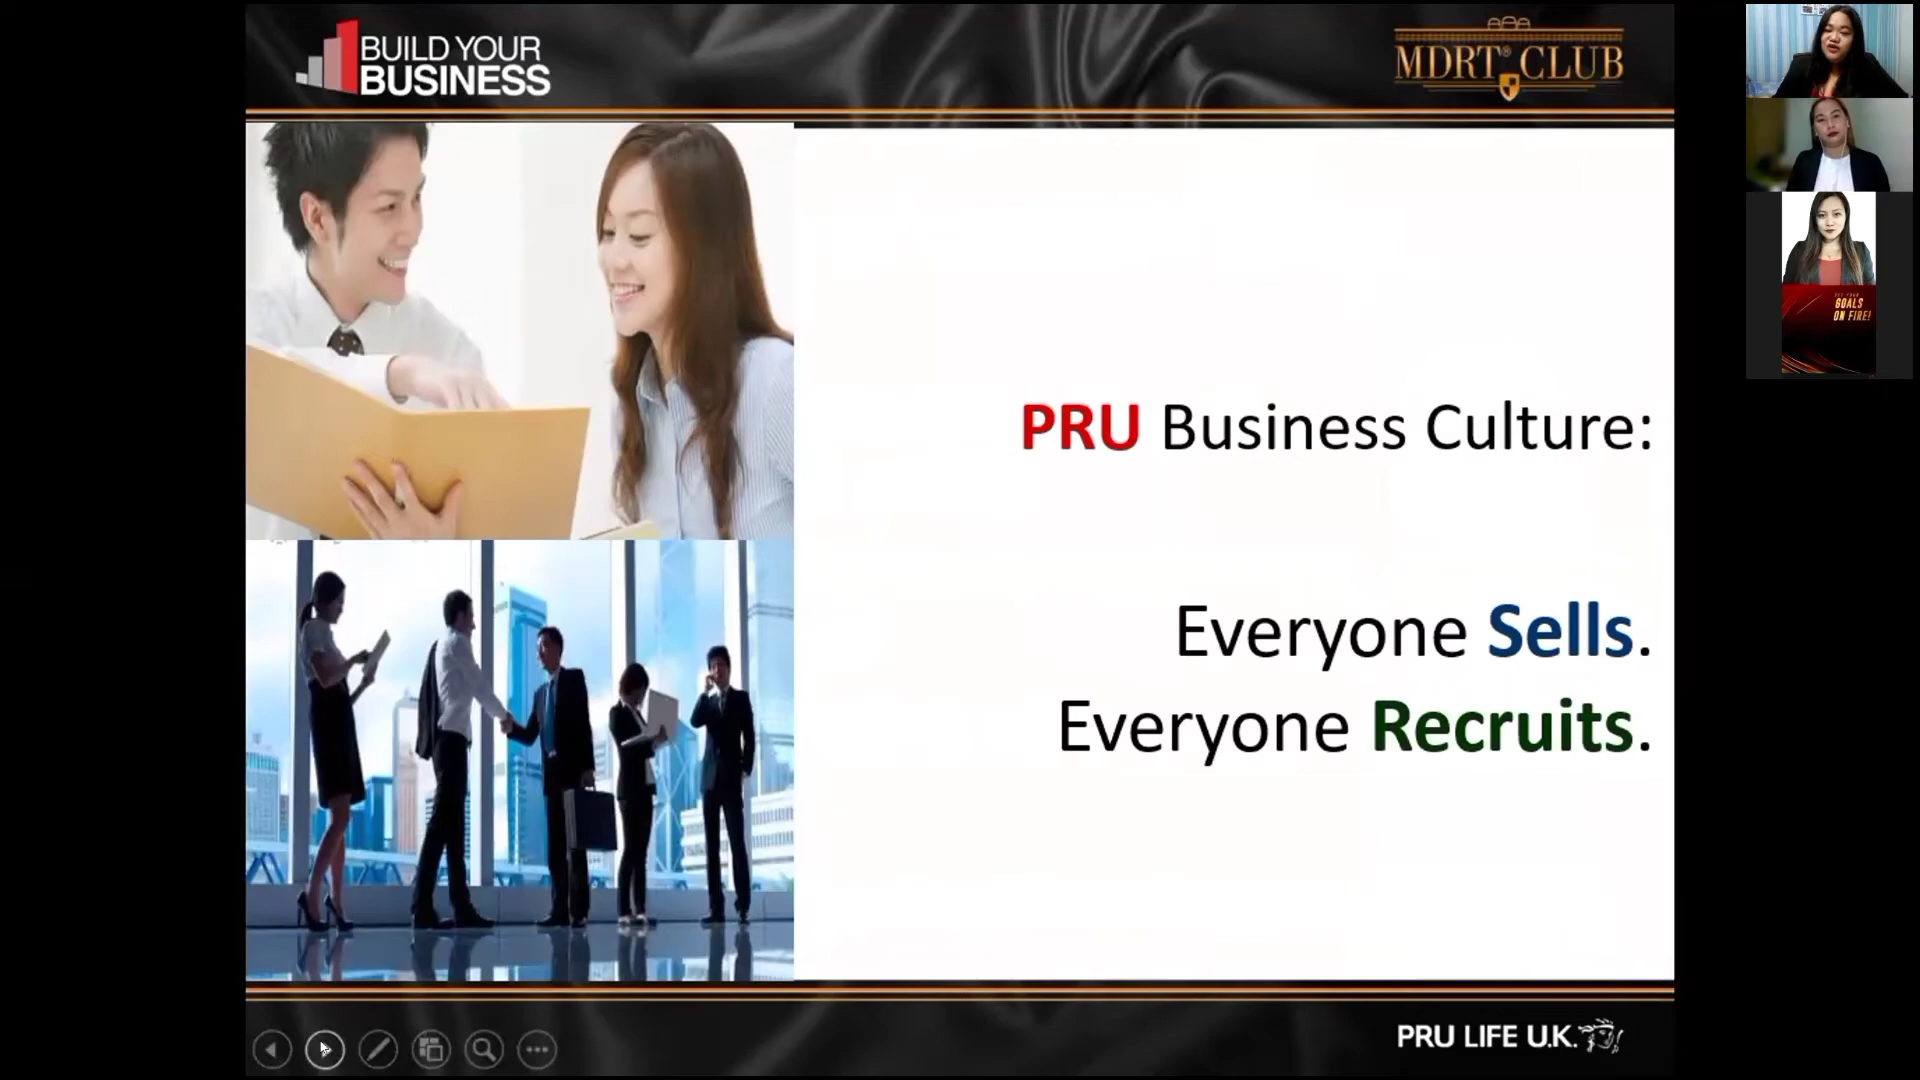 BUILD YOUR
BUSINESS
MDRT® CLUB
PRU Business Culture:
Everyone Sells.
Everyone Recruits.
PRU LIFE U.K.
GOALS
ON FIRE!